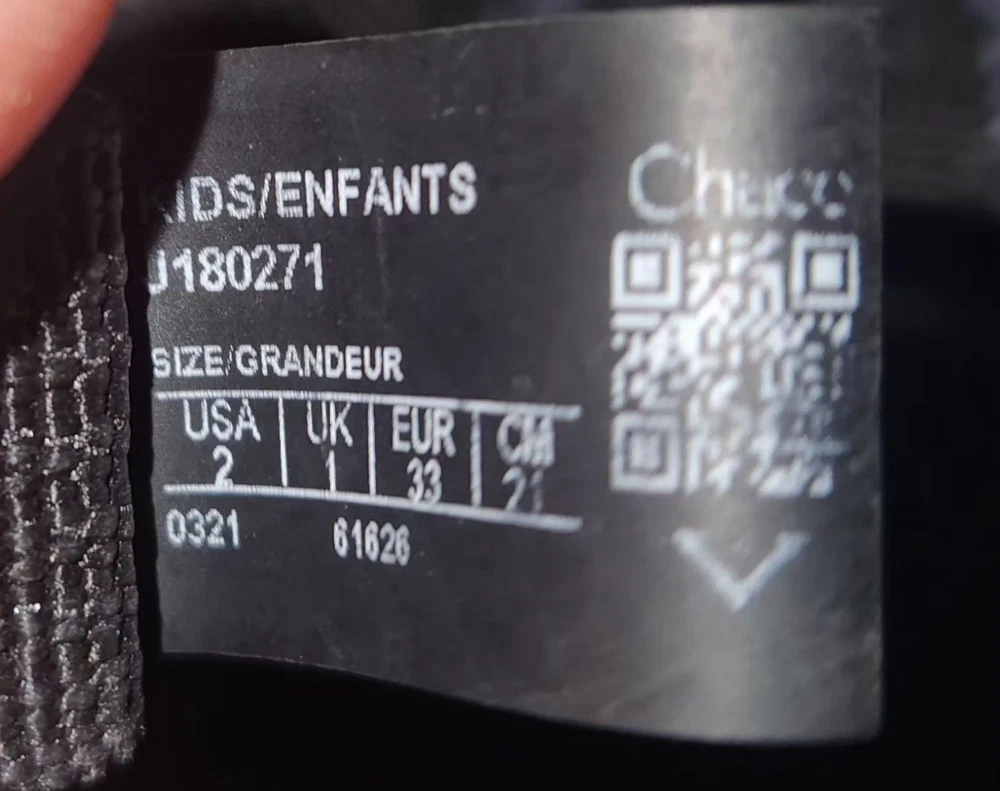 KIDS/ENFANTS
J180271
SIZE/GRANDEUR
USA UK EUR CM
2 1 33 21
0321 61626
Chaco